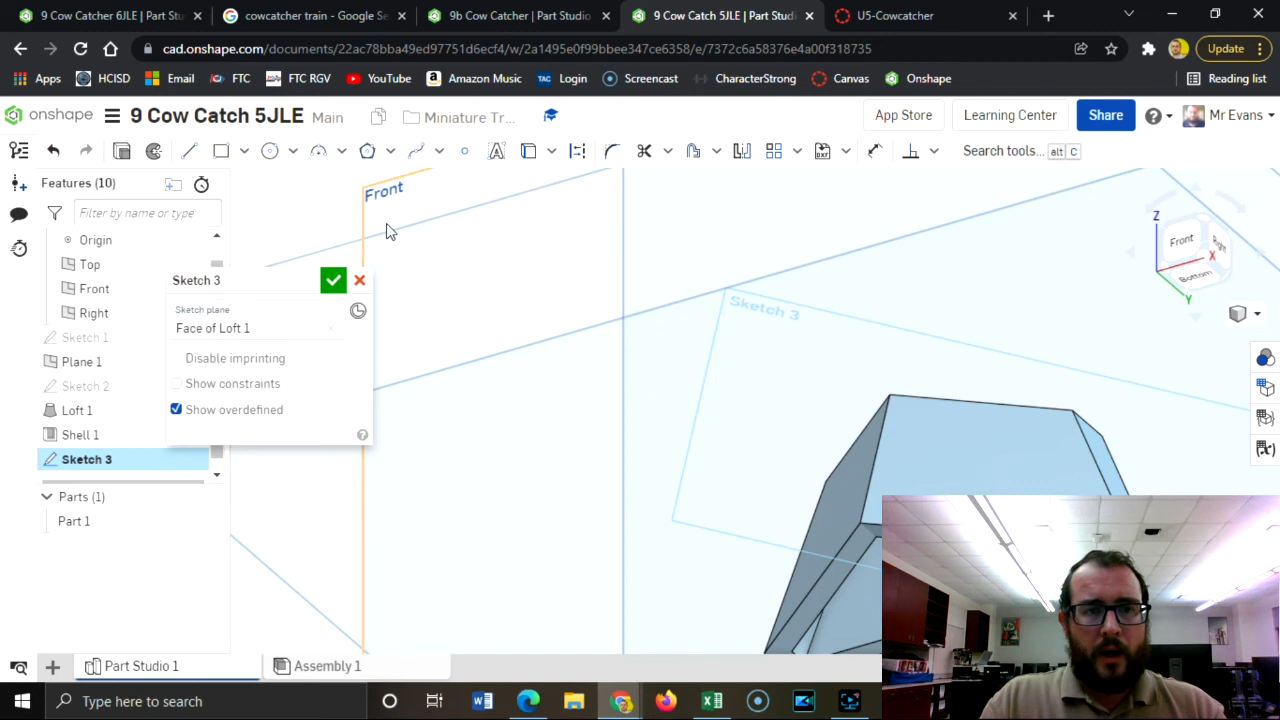 9 Cow Catcher 6JLE | Part Stu
cowcatcher train - Google Se
9b Cow Catcher | Part Studio
9 Cow Catch 5JLE | Part Studi
U5-Cowcatcher
cad.onshape.com/documents/22ac78bba49ed97751d6ecf4/w/2a1495e0f99bbee347ce6358/e/7372c6a58376e4a00f318735
Update
Apps
HCISD
Email
FTC
FTC RGV
YouTube
Amazon Music
TAC
Login
Screencast
CharacterStrong
Canvas
Onshape
Reading list
onshape
9 Cow Catch 5JLE
Main
Miniature Tr...
App Store
Learning Center
Share
Mr Evans
Search tools...
alt
C
Features (10)
Filter by name or type
Origin
Top
Front
Right
Sketch 1
Plane 1
Sketch 2
Loft 1
Shell 1
Sketch 3
Parts (1)
Part 1
Sketch 3
Sketch plane
Face of Loft 1
Disable imprinting
Show constraints
Show overdefined
Front
Sketch 3
Z
Front
Right
X
Bottom
Y
Part Studio 1
Assembly 1
Type here to search